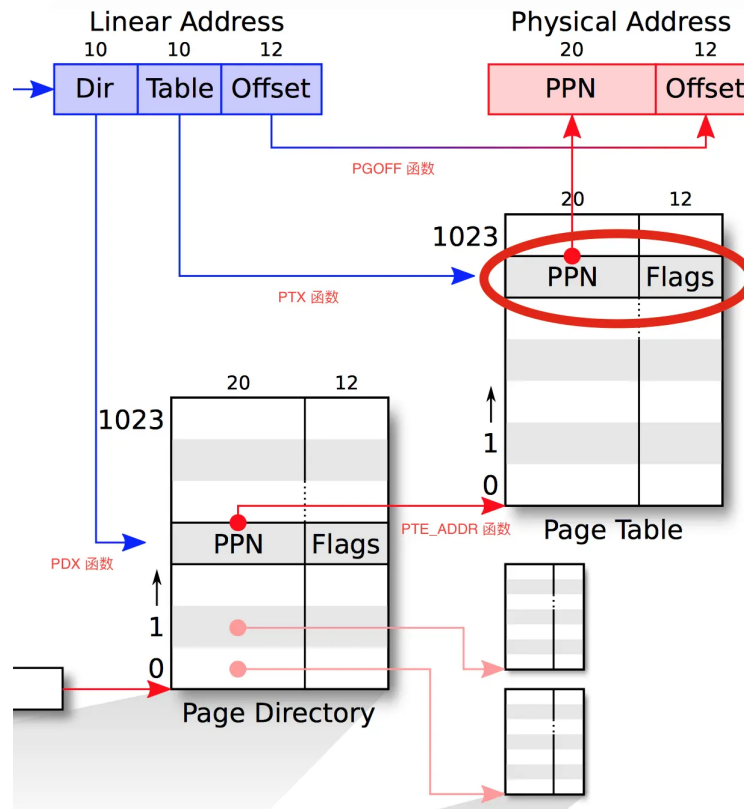 Linear Address
10 10 12
Dir Table Offset
Physical Address
20 12
PPN Offset
PGOFF 函数
20 12
1023
PPN Flags
PTX 函数
1
0
Page Table
20 12
1023
PTE_ADDR 函数
PPN Flags
PDX 函数
1
0
Page Directory